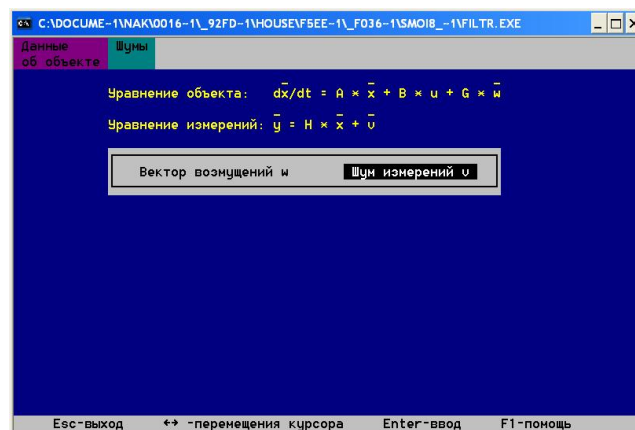 C:\DOCUME~1\NAK\0016~1\_92FD~1\HOUSE\F5EE~1\_F036~1\SMOI8_~1\FILTR.EXE
Данные Шумы
об объекте
Уравнение объекта: dx̅/dt = A * x̅ + B * u + G * w̅
Уравнение измерений: y̅ = H * x̅ + υ̅
Вектор возмущений w Шум измерений υ
Esc-выход ↔ -перемещения курсора Enter-ввод F1-помощь